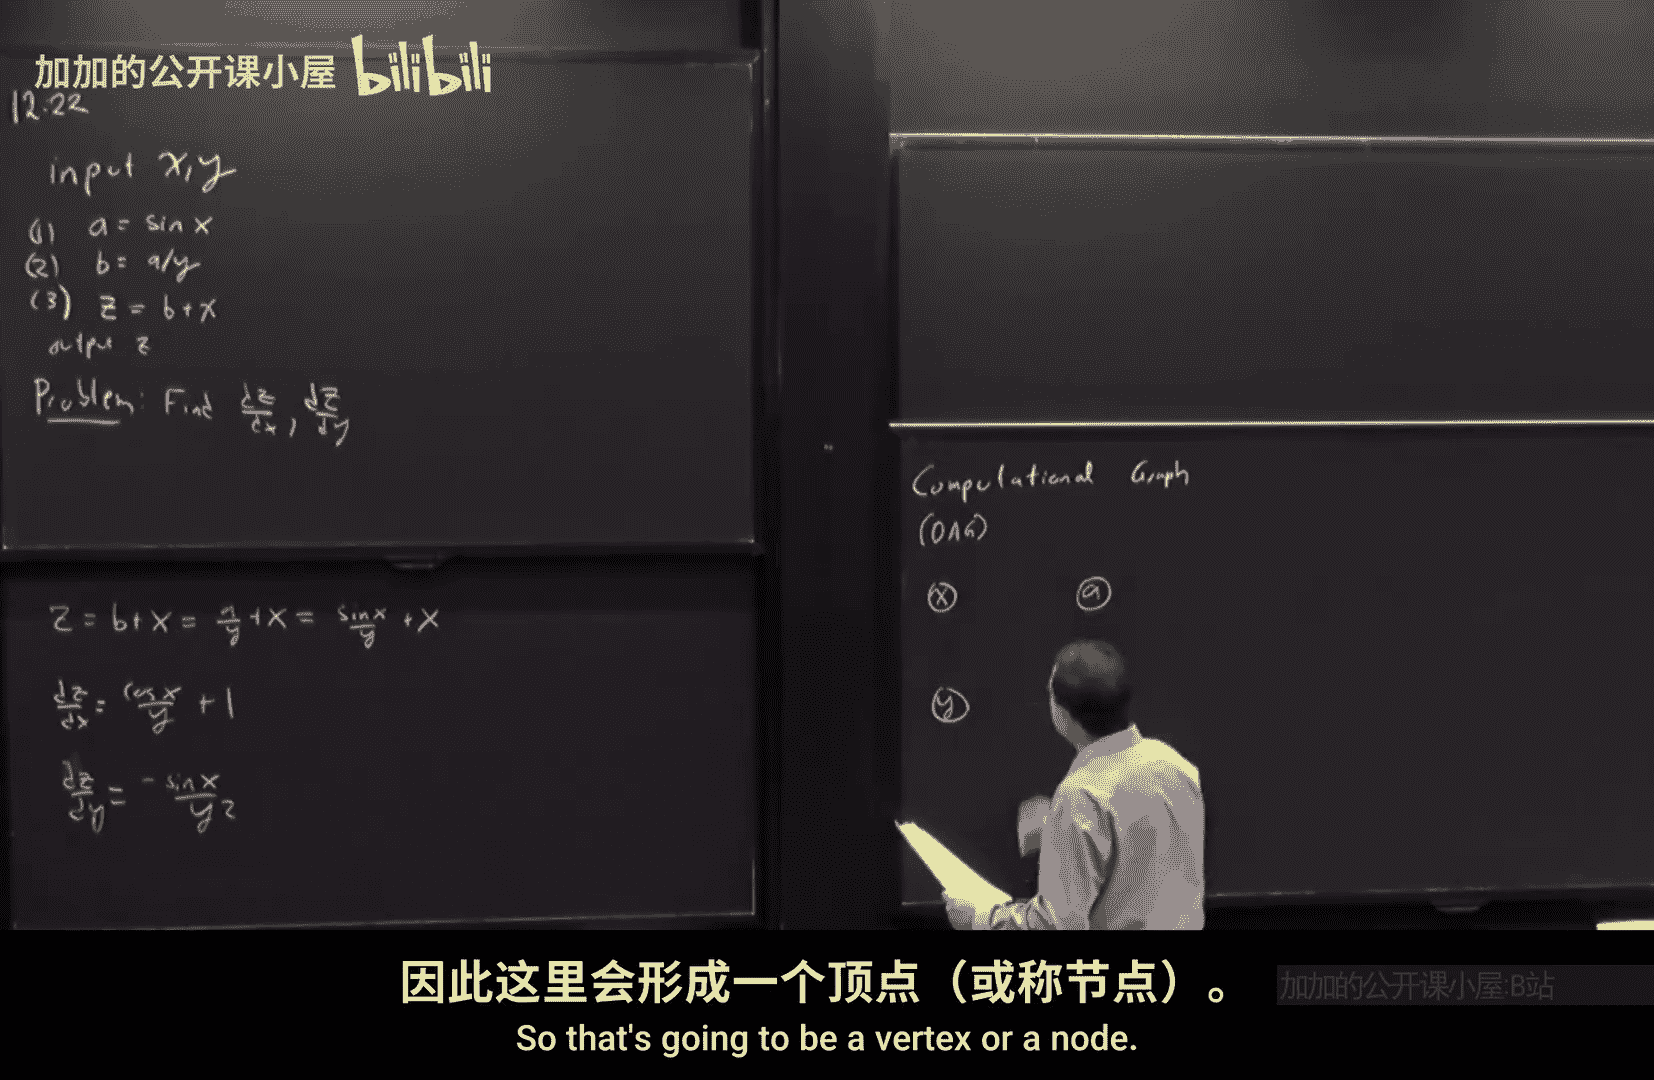 加加的公开课小屋 bilibili
12.22
input x, y
(1) a = sin x
(2) b = a/y
(3) z = b + x
output z
Problem: Find dz/dx, dz/dy
z = b + x = a/y + x = sin x/y + x
dz/dx = cos x/y + 1
dz/dy = - sin x/y2
Computational Graph
(DAG)
x a
y
因此这里会形成一个顶点（或称节点）。
加加的公开课小屋:B站
So that's going to be a vertex or a node.